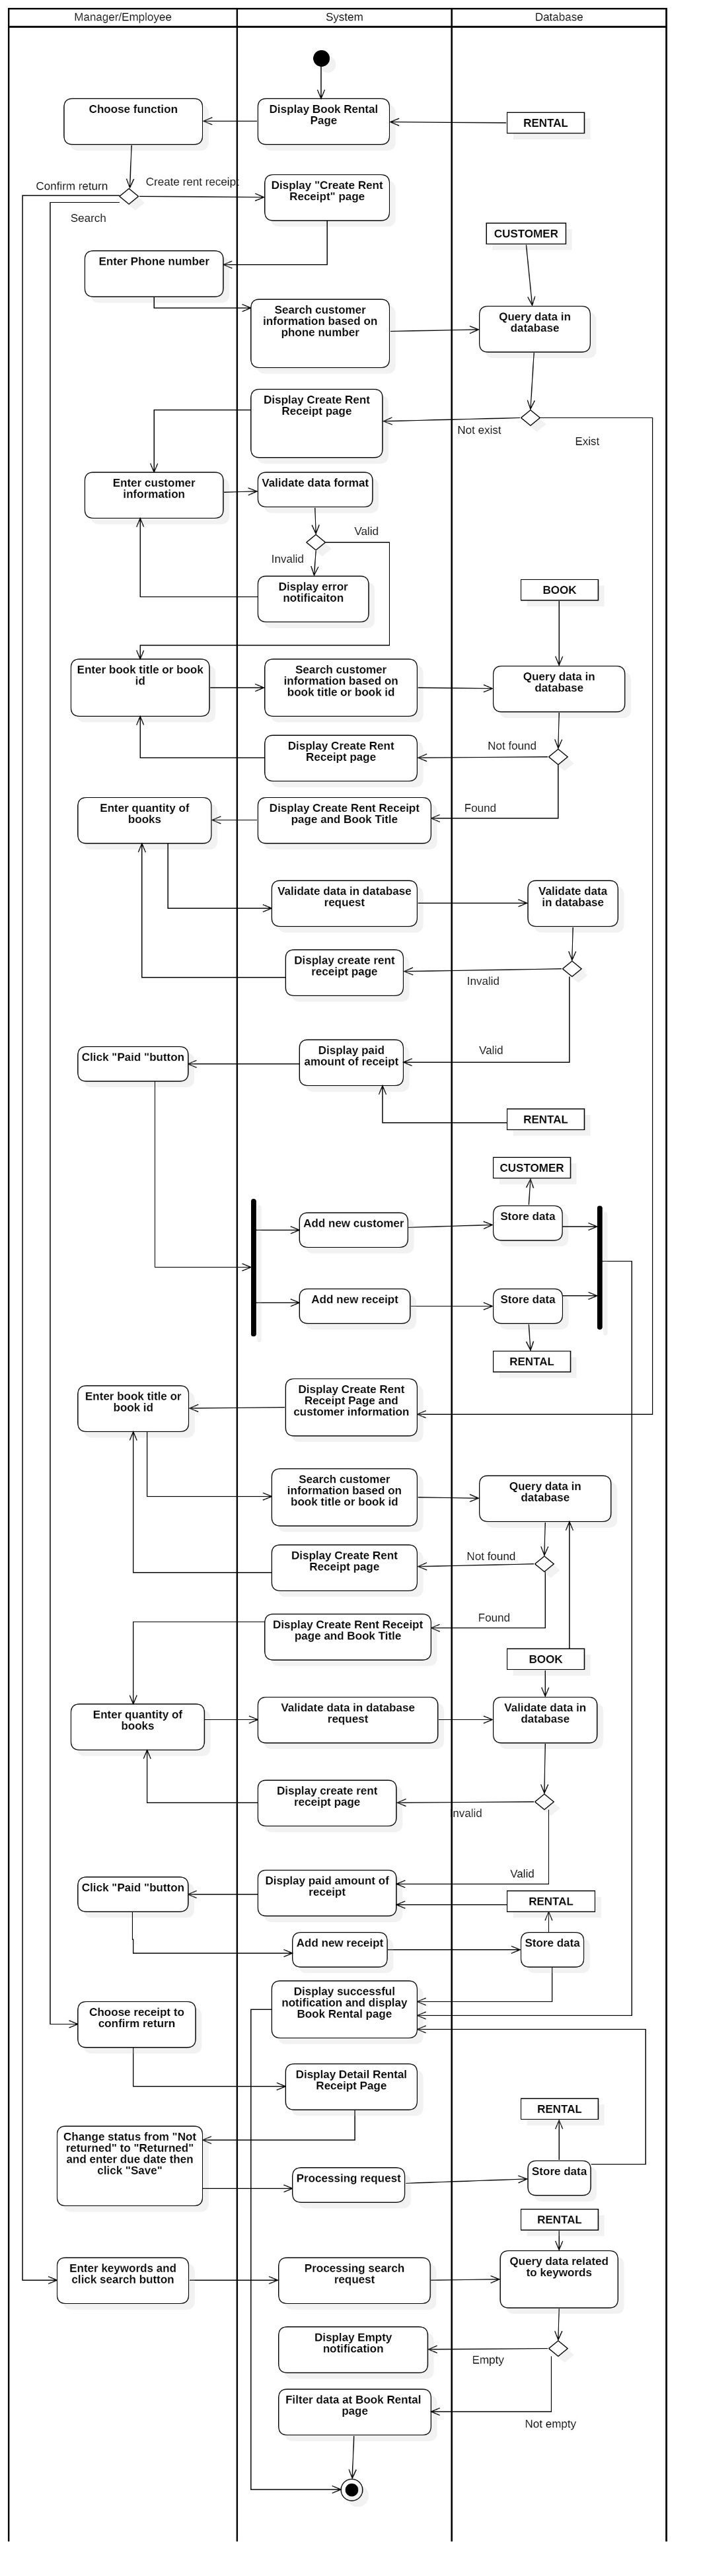 Manager/Employee
System
Database
Choose function
Display Book Rental
Page
RENTAL
Confirm return
Create rent receipt
Search
Display "Create Rent
Receipt" page
CUSTOMER
Enter Phone number
Search customer
information based on
phone number
Query data in
database
Display Create Rent
Receipt page
Not exist
Exist
Enter customer
information
Validate data format
Valid
Invalid
Display error
notificaiton
BOOK
Enter book title or book
id
Search customer
information based on
book title or book id
Query data in
database
Display Create Rent
Receipt page
Not found
Enter quantity of
books
Display Create Rent Receipt
page and Book Title
Found
Validate data in database
request
Validate data
in database
Display create rent
receipt page
Invalid
Click "Paid "button
Display paid
amount of receipt
Valid
RENTAL
CUSTOMER
Add new customer
Store data
Add new receipt
Store data
RENTAL
Enter book title or
book id
Display Create Rent
Receipt Page and
customer information
Search customer
information based on
book title or book id
Query data in
database
Display Create Rent
Receipt page
Not found
Display Create Rent Receipt
page and Book Title
Found
BOOK
Enter quantity of
books
Validate data in database
request
Validate data in
database
Display create rent
receipt page
Invalid
Click "Paid "button
Display paid amount of
receipt
Valid
RENTAL
Add new receipt
Store data
Choose receipt to
confirm return
Display successful
notification and display
Book Rental page
Display Detail Rental
Receipt Page
RENTAL
Change status from "Not
returned" to "Returned"
and enter due date then
click "Save"
Processing request
Store data
RENTAL
Enter keywords and
click search button
Processing search
request
Query data related
to keywords
Display Empty
notification
Empty
Filter data at Book Rental
page
Not empty